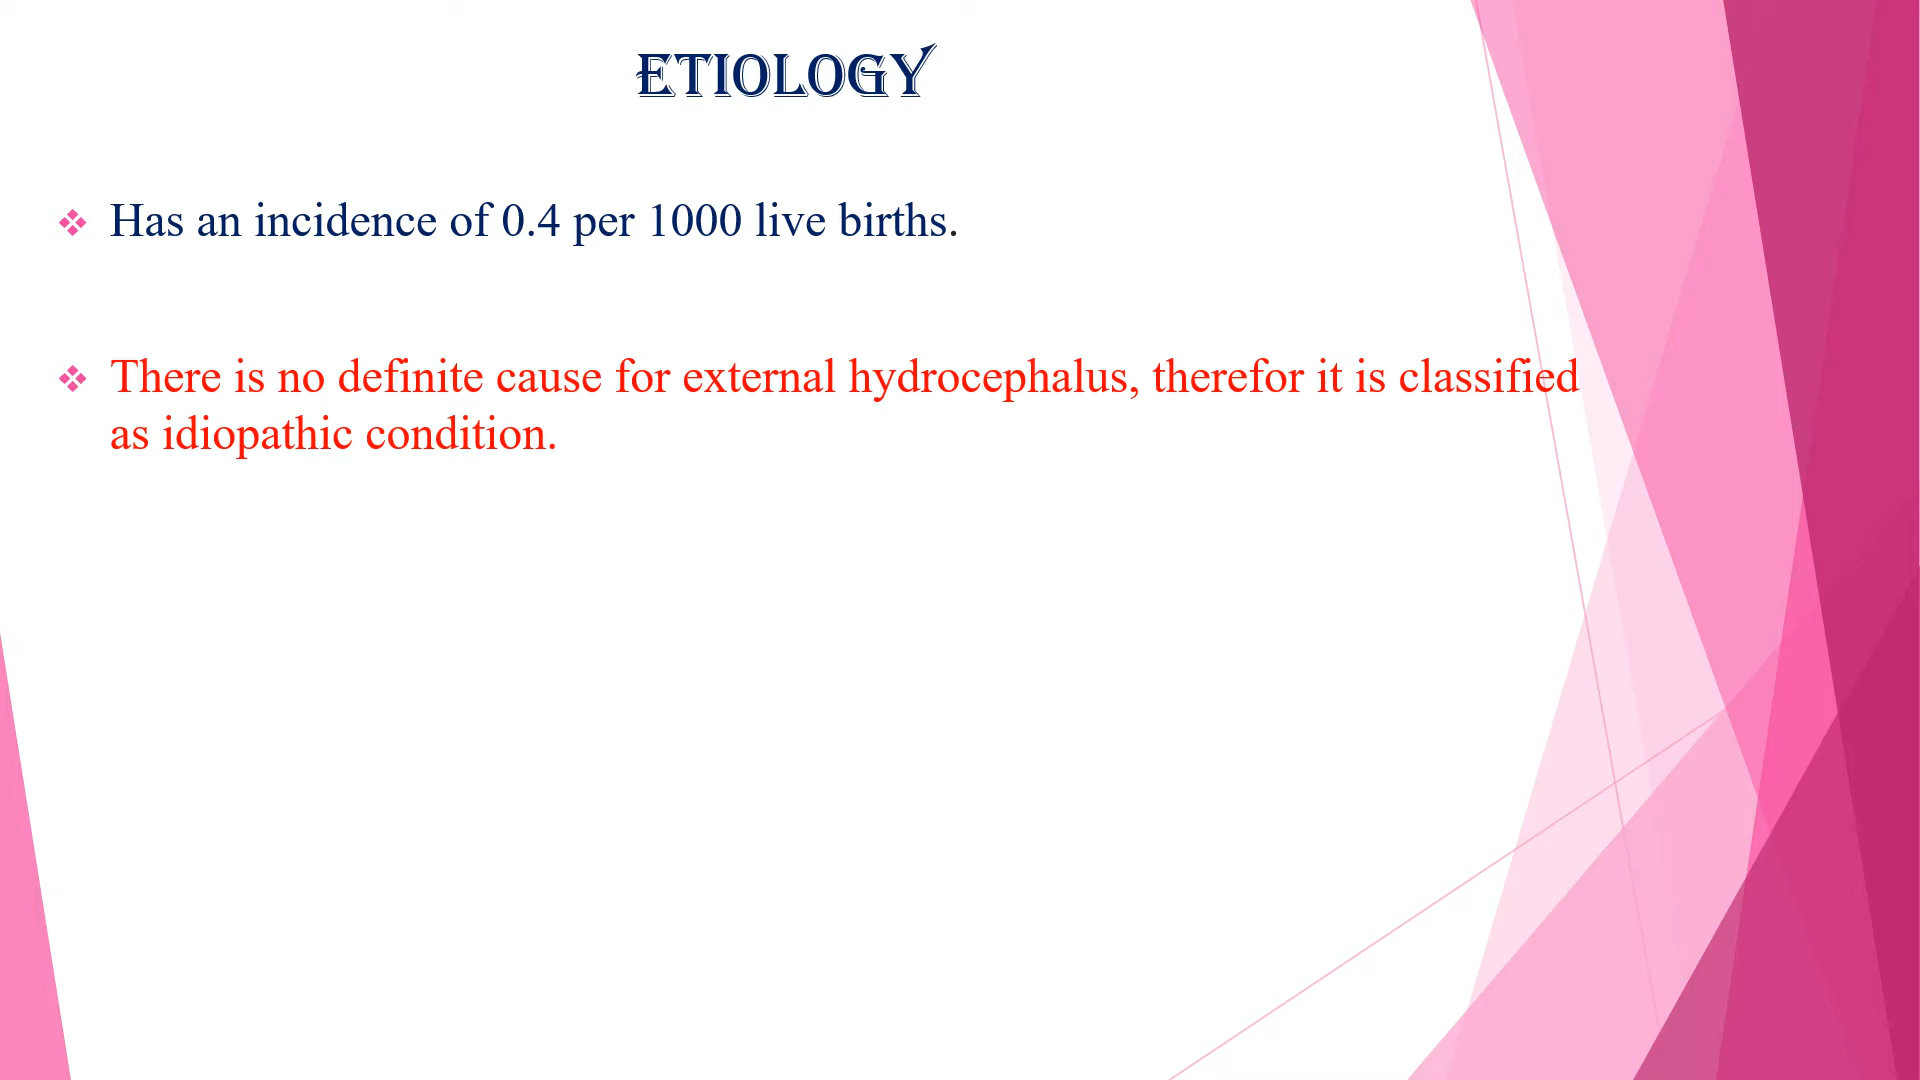 ETIOLOGY
Has an incidence of 0.4 per 1000 live births.
There is no definite cause for external hydrocephalus, therefor it is classified
as idiopathic condition.